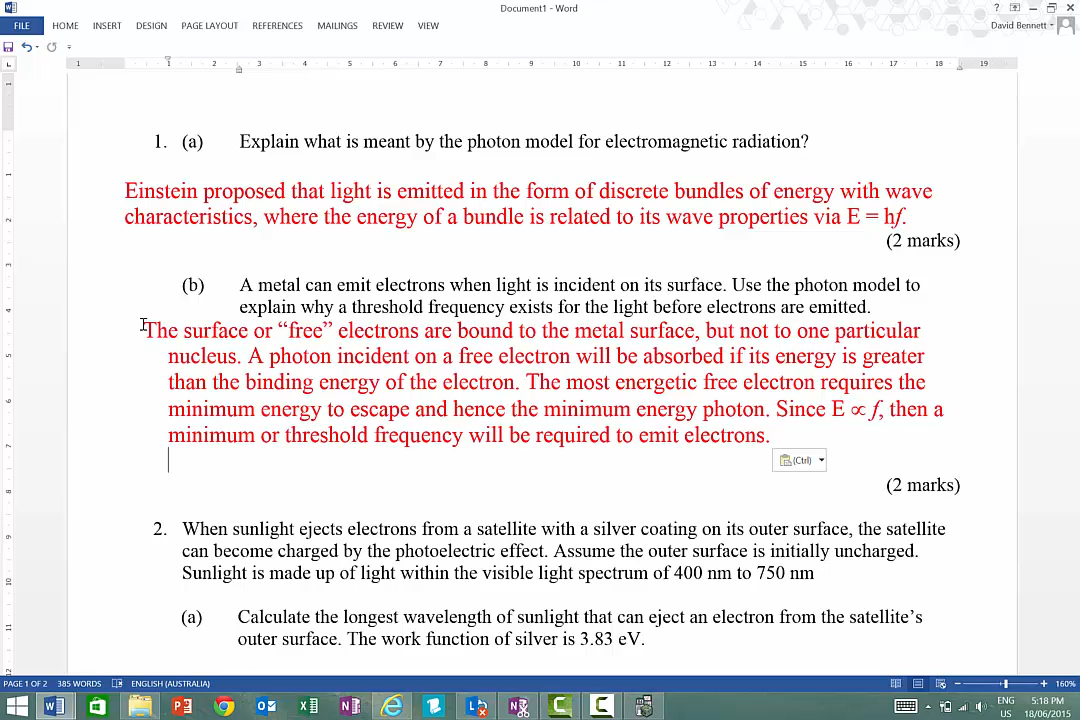 Document1 - Word
FILE HOME INSERT DESIGN PAGE LAYOUT REFERENCES MAILINGS REVIEW VIEW
David Bennett
1. (a) Explain what is meant by the photon model for electromagnetic radiation?
Einstein proposed that light is emitted in the form of discrete bundles of energy with wave
characteristics, where the energy of a bundle is related to its wave properties via E = hf.
(2 marks)
(b) A metal can emit electrons when light is incident on its surface. Use the photon model to
explain why a threshold frequency exists for the light before electrons are emitted.
The surface or “free” electrons are bound to the metal surface, but not to one particular
nucleus. A photon incident on a free electron will be absorbed if its energy is greater
than the binding energy of the electron. The most energetic free electron requires the
minimum energy to escape and hence the minimum energy photon. Since E ∝ f, then a
minimum or threshold frequency will be required to emit electrons.
(Ctrl)
(2 marks)
2. When sunlight ejects electrons from a satellite with a silver coating on its outer surface, the satellite
can become charged by the photoelectric effect. Assume the outer surface is initially uncharged.
Sunlight is made up of light within the visible light spectrum of 400 nm to 750 nm
(a) Calculate the longest wavelength of sunlight that can eject an electron from the satellite’s
outer surface. The work function of silver is 3.83 eV.
PAGE 1 OF 2 385 WORDS ENGLISH (AUSTRALIA) 160%
ENG 5:18 PM
US 18/06/2015